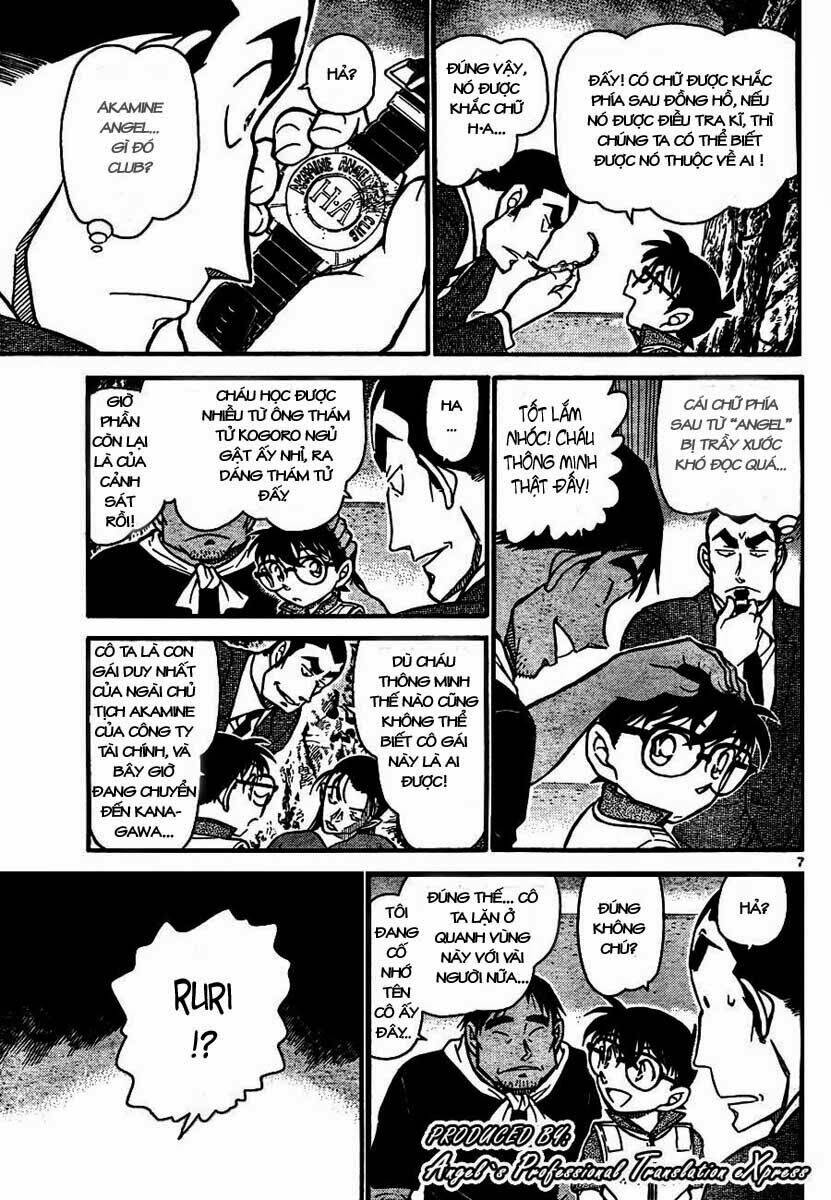 ĐẤY! CÓ CHỮ ĐƯỢC KHẮC
PHÍA SAU ĐỒNG HỒ, NẾU
NÓ ĐƯỢC ĐIỀU TRA KĨ, THÌ
CHÚNG TA CÓ THỂ BIẾT
ĐƯỢC NÓ THUỘC VỀ AI !
ĐÚNG VẬY,
NÓ ĐƯỢC
KHẮC CHỮ
H·A...
HẢ?
AKAMINE
ANGEL...
GÌ ĐÓ
CLUB?
AKAMINE ANGEL
CLUB
H·A
CÁI CHỮ PHÍA
SAU TỪ “ANGEL”
BỊ TRẦY XƯỚC
KHÓ ĐỌC QUÁ...
TỐT LẮM
NHÓC! CHÁU
THÔNG MINH
THẬT ĐẤY!
HA
...
CHÁU HỌC ĐƯỢC
NHIỀU TỪ ÔNG THÁM
TỬ KOGORO NGỦ
GẬT ẤY NHỈ, RA
DÁNG THÁM TỬ
ĐẤY.
GIỜ
PHẦN
CÒN LẠI
LÀ CỦA
CẢNH
SÁT
RỒI!
DÙ CHÁU
THÔNG MINH
THẾ NÀO CŨNG
KHÔNG THỂ
BIẾT CÔ GÁI
NÀY LÀ AI
ĐƯỢC!
CÔ TA LÀ CON
GÁI DUY NHẤT
CỦA NGÀI CHỦ
TỊCH AKAMINE
CỦA CÔNG TY
TÀI CHÍNH, VÀ
BÂY GIỜ
ĐANG CHUYỂN
ĐẾN KANA-
GAWA...
7
HẢ?
ĐÚNG
KHÔNG
CHÚ?
ĐÚNG THẾ... CÔ
TA LẶN Ở
QUANH VÙNG
NÀY VỚI VÀI
NGƯỜI NỮA...
TÔI
ĐANG
CỐ
NHỚ
TÊN
CÔ ẤY
ĐÂY...
RURI
!?
PRODUCED BY:
Angel`s Professional Translation eXpress